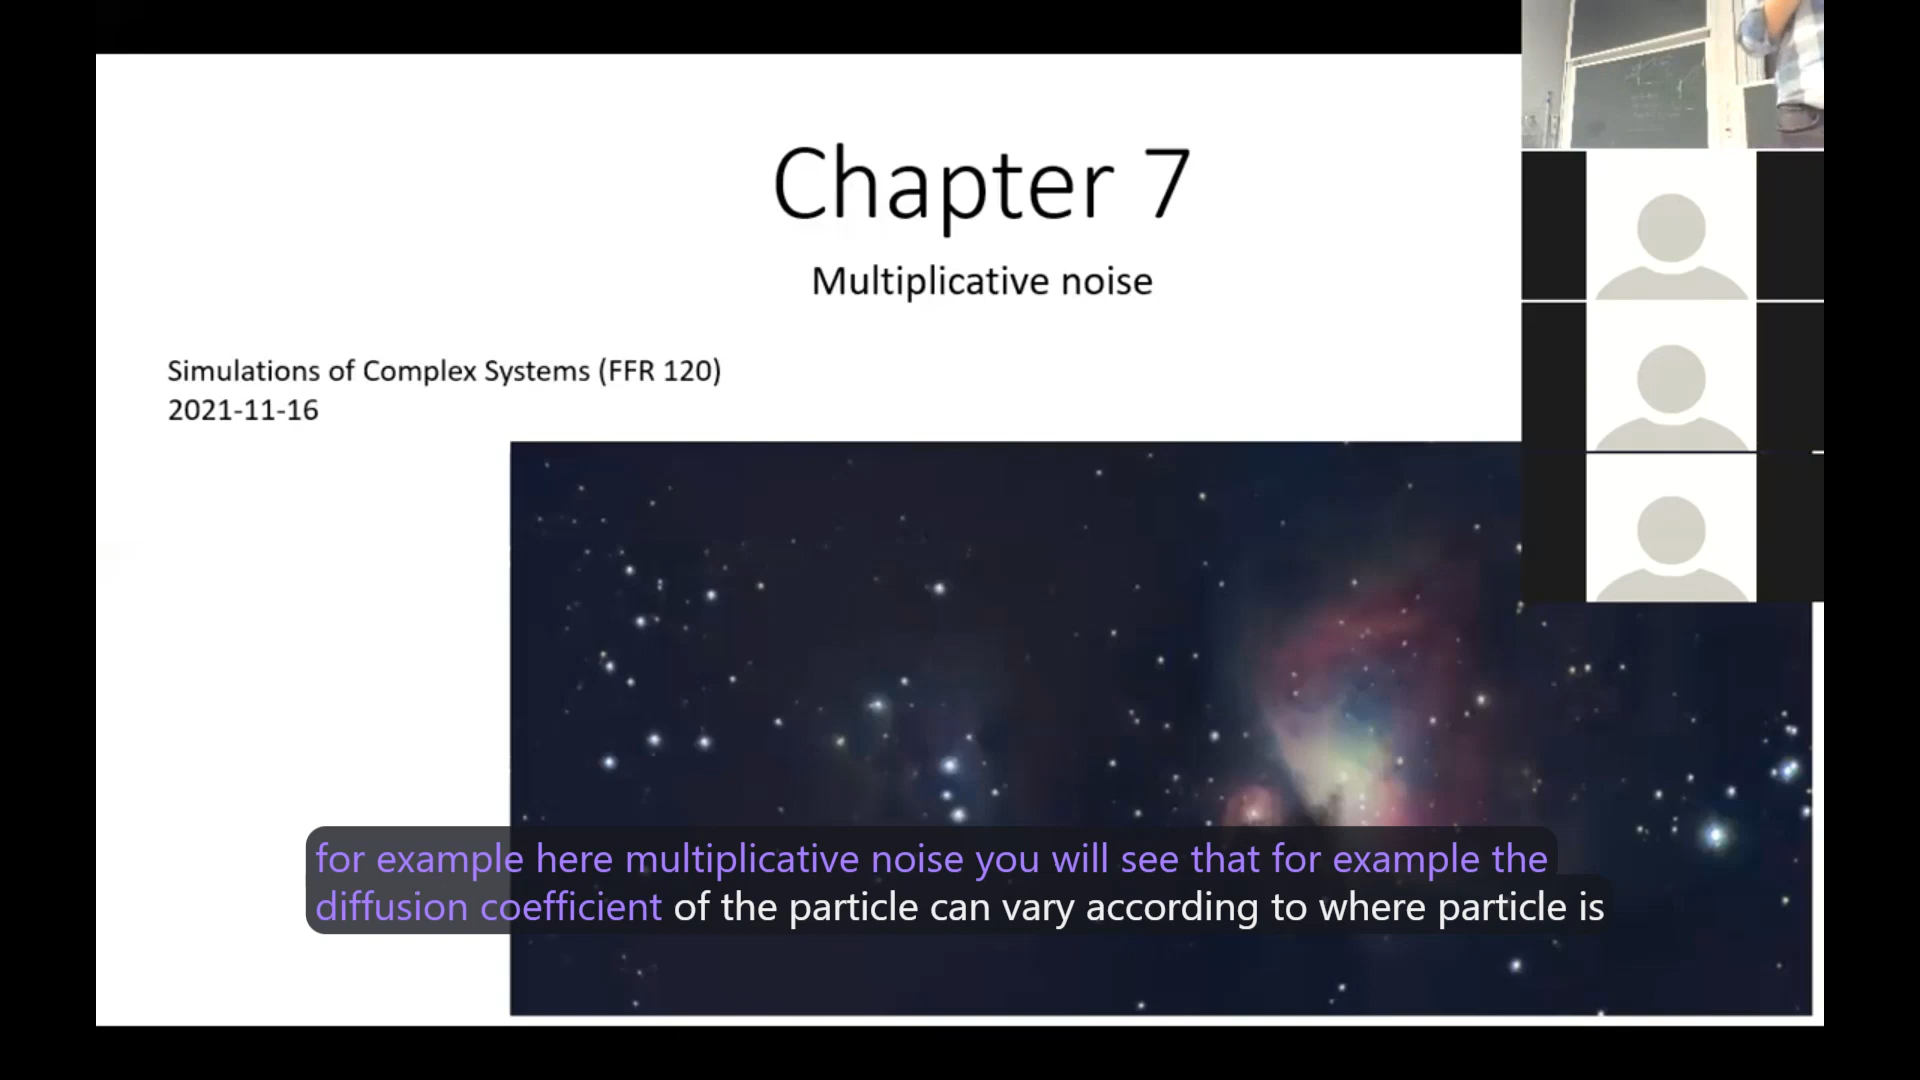 Chapter 7
Multiplicative noise
Simulations of Complex Systems (FFR 120)
2021-11-16
for example here multiplicative noise you will see that for example the
diffusion coefficient of the particle can vary according to where particle is